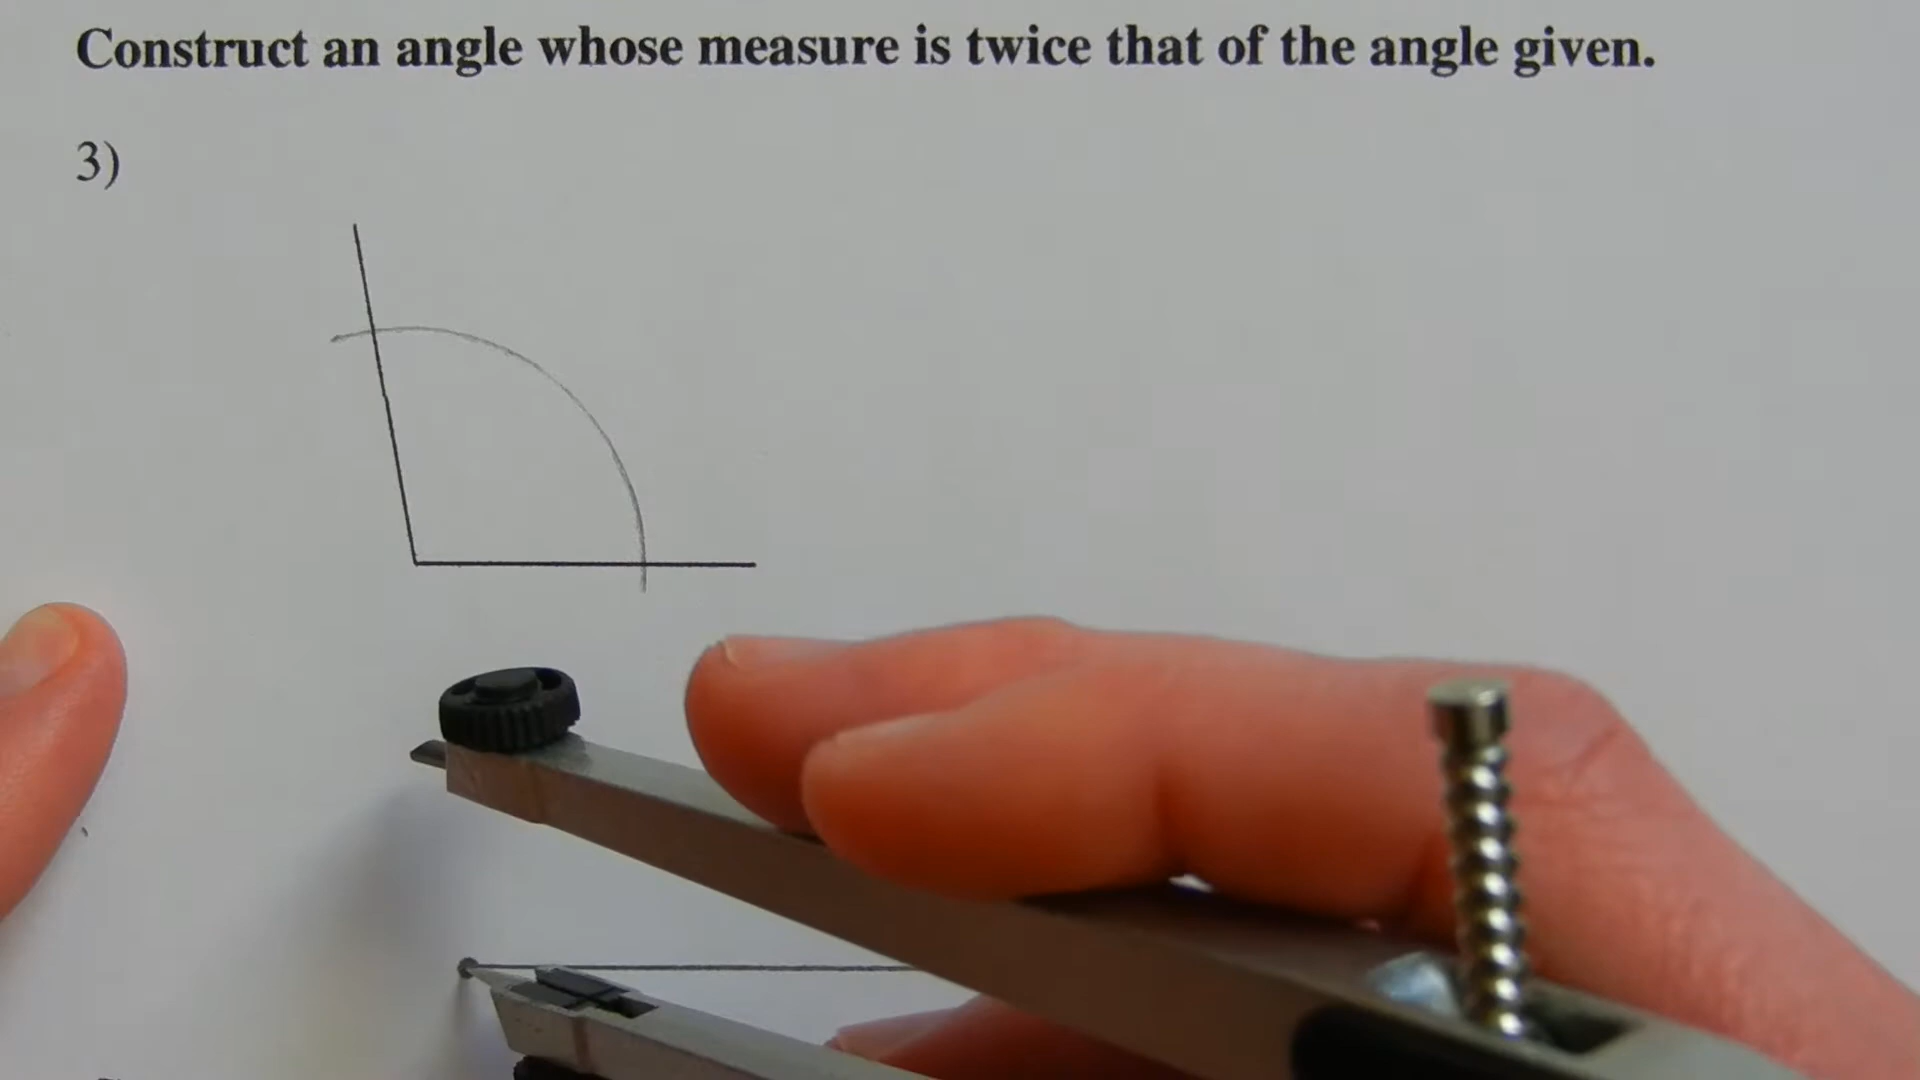 Construct an angle whose measure is twice that of the angle given.
3)